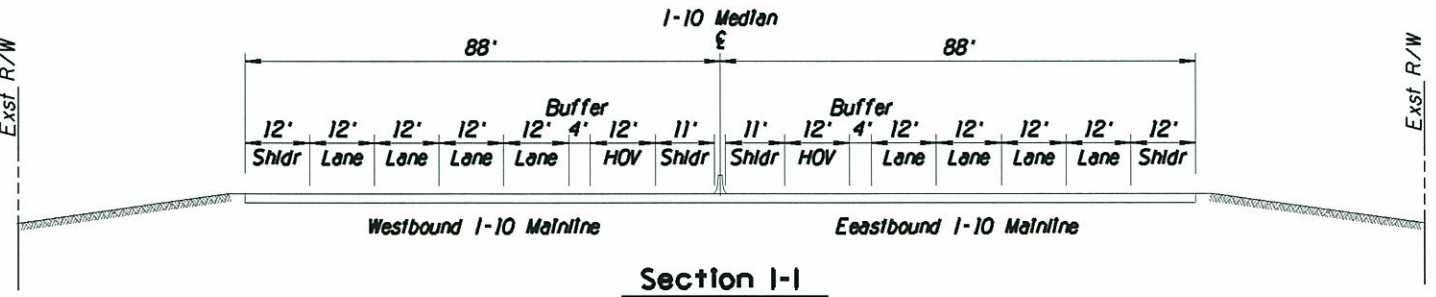 I-10 Median
℄
88' 88'
Buffer Buffer
12' 12' 12' 12' 12' 4' 12' 11' 11' 12' 4' 12' 12' 12' 12' 12'
Shldr Lane Lane Lane Lane HOV Shldr Shldr HOV Lane Lane Lane Lane Shldr
Exst R/W
Exst R/W
Westbound I-10 Mainline Eeastbound I-10 Mainline
Section I-I